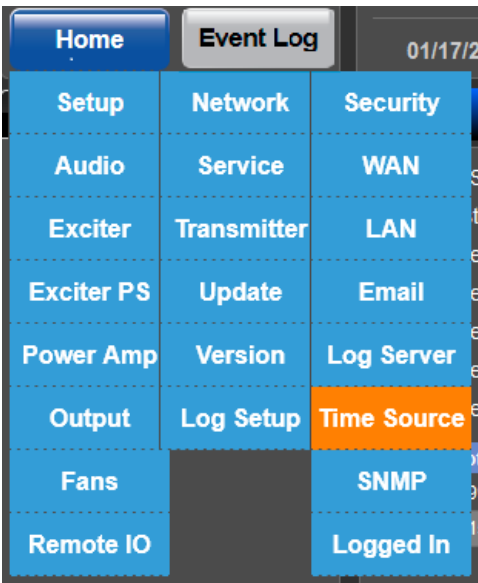 Home Event Log
01/17/2
Setup Network Security
Audio Service WAN
Exciter Transmitter LAN
Exciter PS Update Email
Power Amp Version Log Server
Output Log Setup Time Source
Fans SNMP
Remote IO Logged In